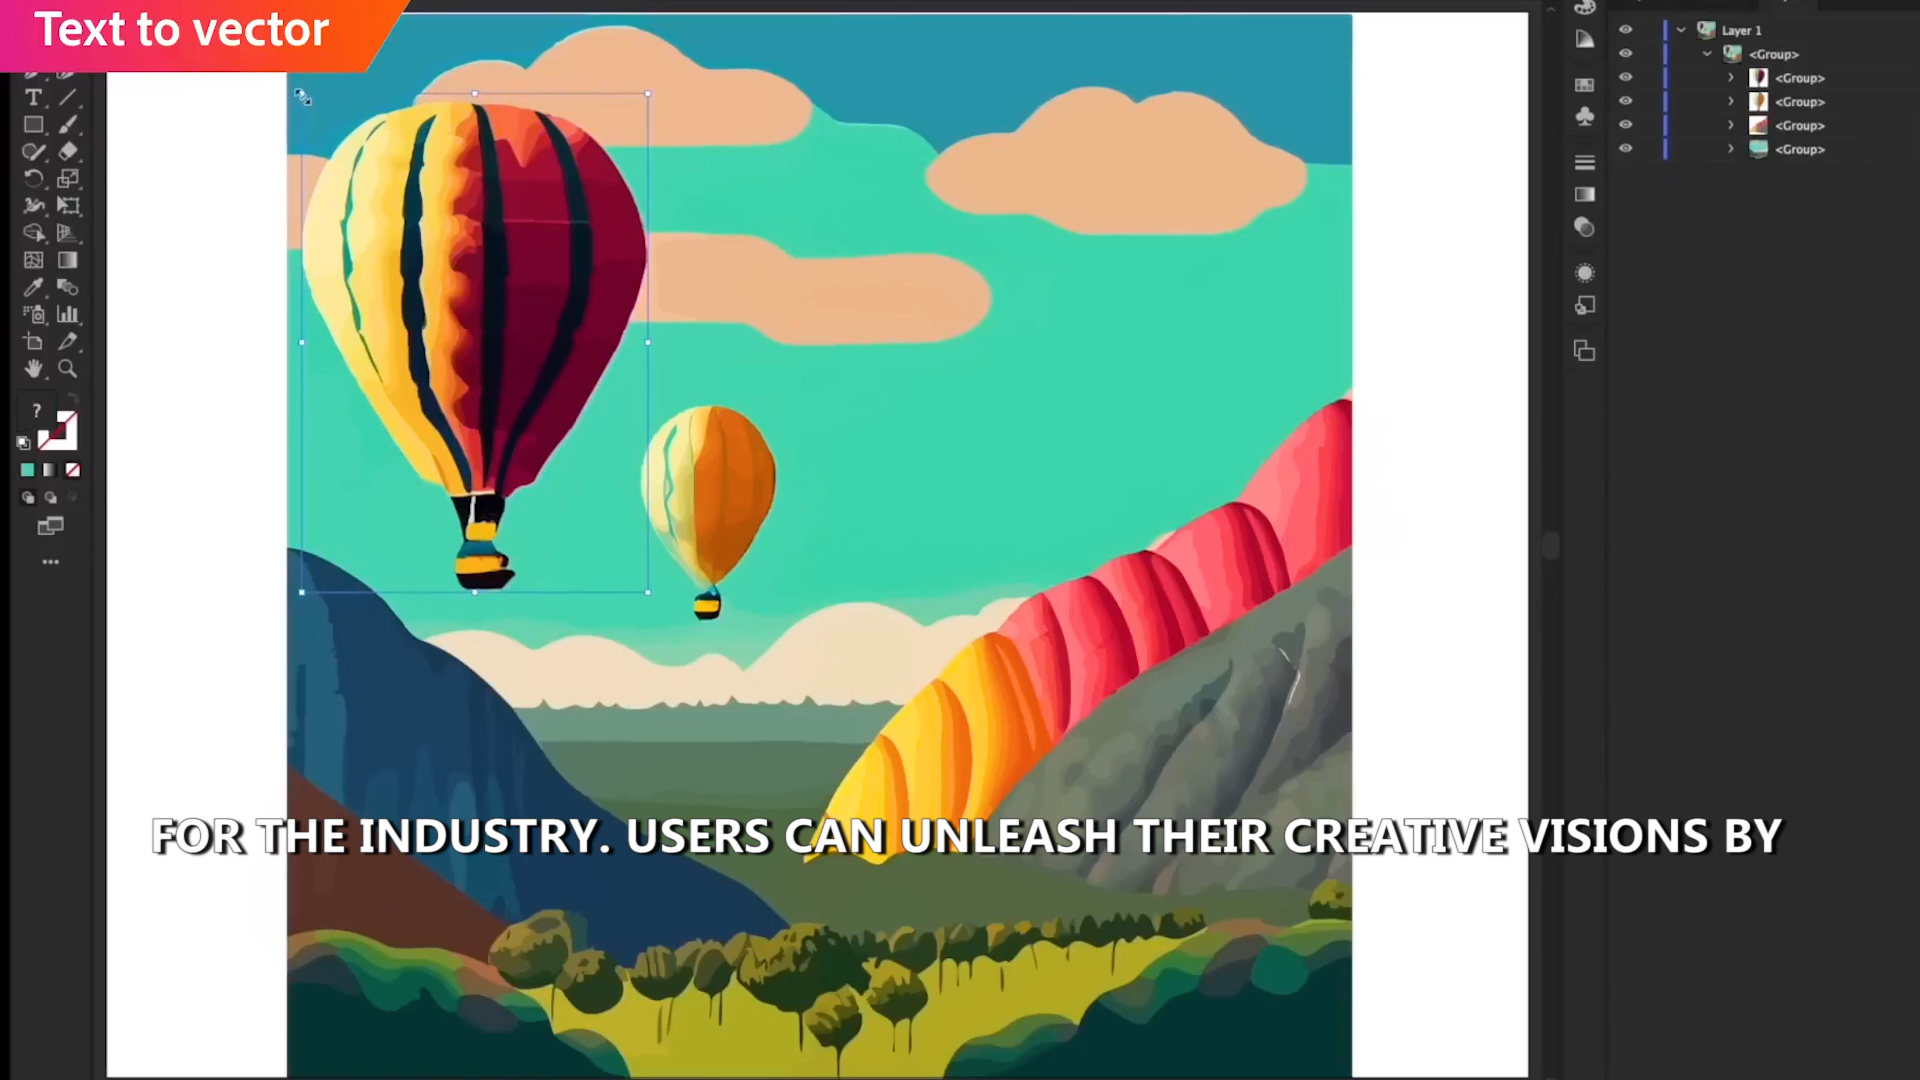 Text to vector
Layer 1
<Group>
<Group>
<Group>
<Group>
<Group>
FOR THE INDUSTRY. USERS CAN UNLEASH THEIR CREATIVE VISIONS BY